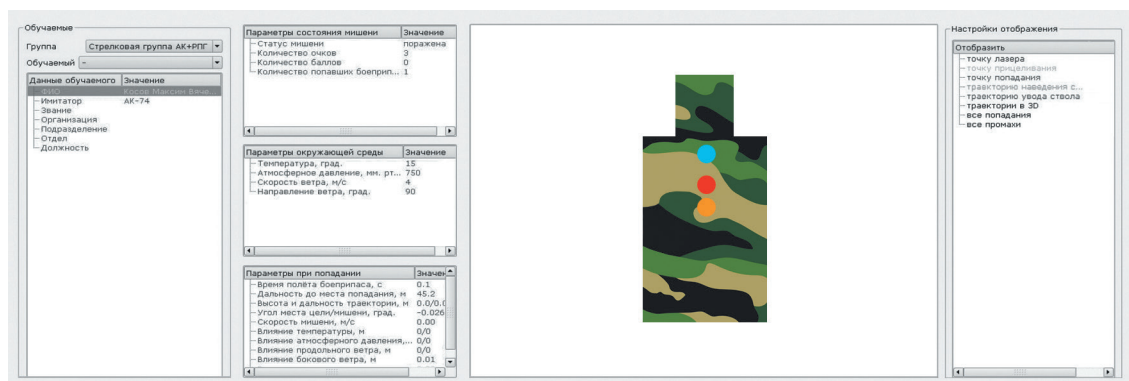 Обучаемые
Группа Стрелковая группа АК+РПГ
Обучаемый -
Данные обучаемого Значение
ФИО Косов Максим Вяче...
Имитатор АК-74
Звание
Организация
Подразделение
Отдел
Должность
Параметры состояния мишени Значение
Статус мишени поражена
Количество очков 3
Количество баллов 0
Количество попавших боеприп... 1
Параметры окружающей среды Значение
Температура, град. 15
Атмосферное давление, мм. рт... 750
Скорость ветра, м/с 4
Направление ветра, град. 90
Параметры при попадании Значен
Время полёта боеприпаса, с 0.1
Дальность до места попадания, м 45.2
Высота и дальность траектории, м 0.0/0.0
Угол места цели/мишени, град. -0.026
Скорость мишени, м/с 0.00
Влияние температуры, м 0/0
Влияние атмосферного давления,... 0/0
Влияние продольного ветра, м 0/0
Влияние бокового ветра, м 0.01
Настройки отображения
Отобразить
точку лазера
точку прицеливания
точку попадания
траекторию наведения с...
траекторию увода ствола
траектории в 3D
все попадания
все промахи